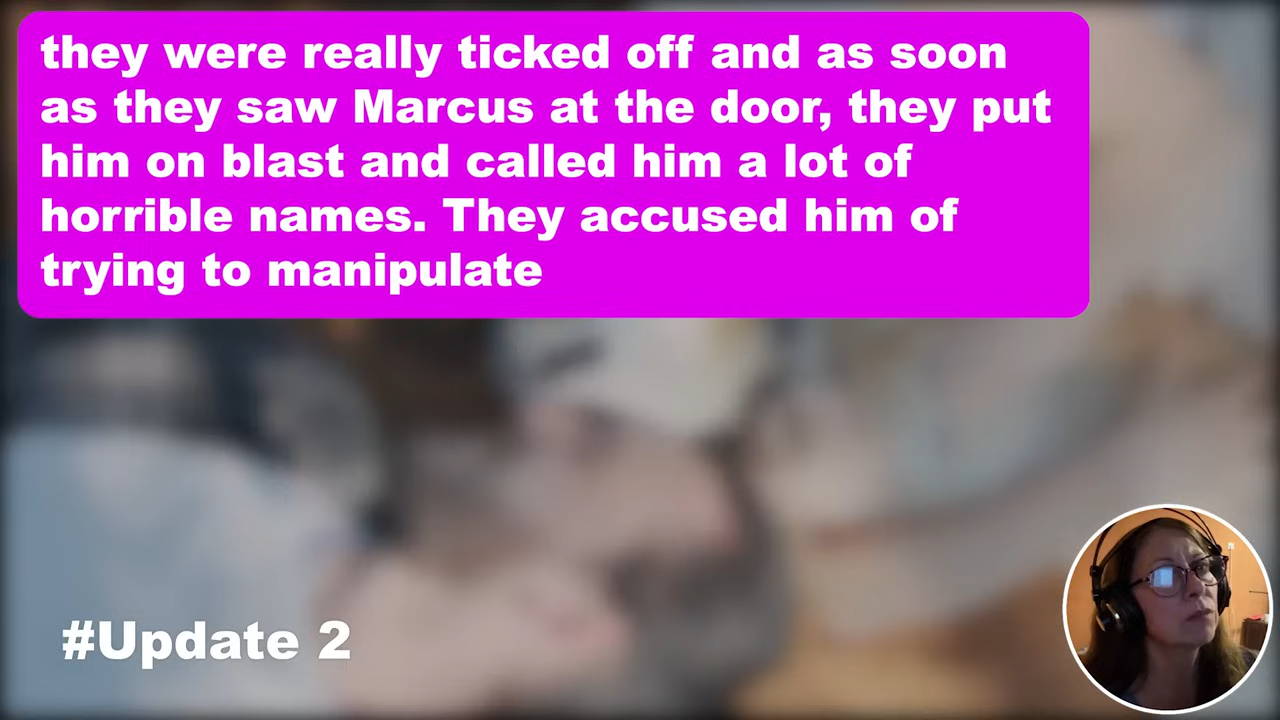 they were really ticked off and as soon
as they saw Marcus at the door, they put
him on blast and called him a lot of
horrible names. They accused him of
trying to manipulate
#Update 2